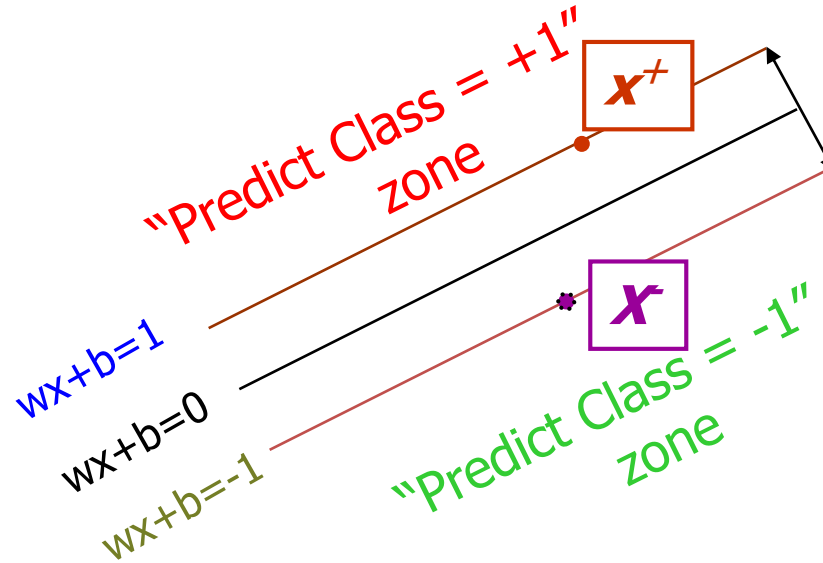 “Predict Class = +1”
zone
x+
wx+b=1
wx+b=0
wx+b=-1
X-
“Predict Class = -1”
zone